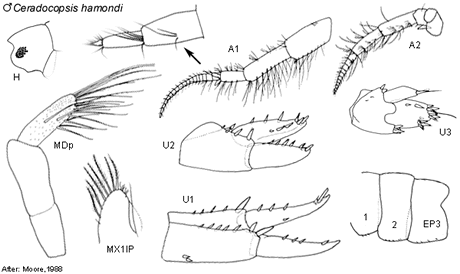 ♂ Ceradocopsis hamondi
H
A1
A2
MDp
U2
U3
MX1IP
U1
1
2
EP3
After: Moore, 1988